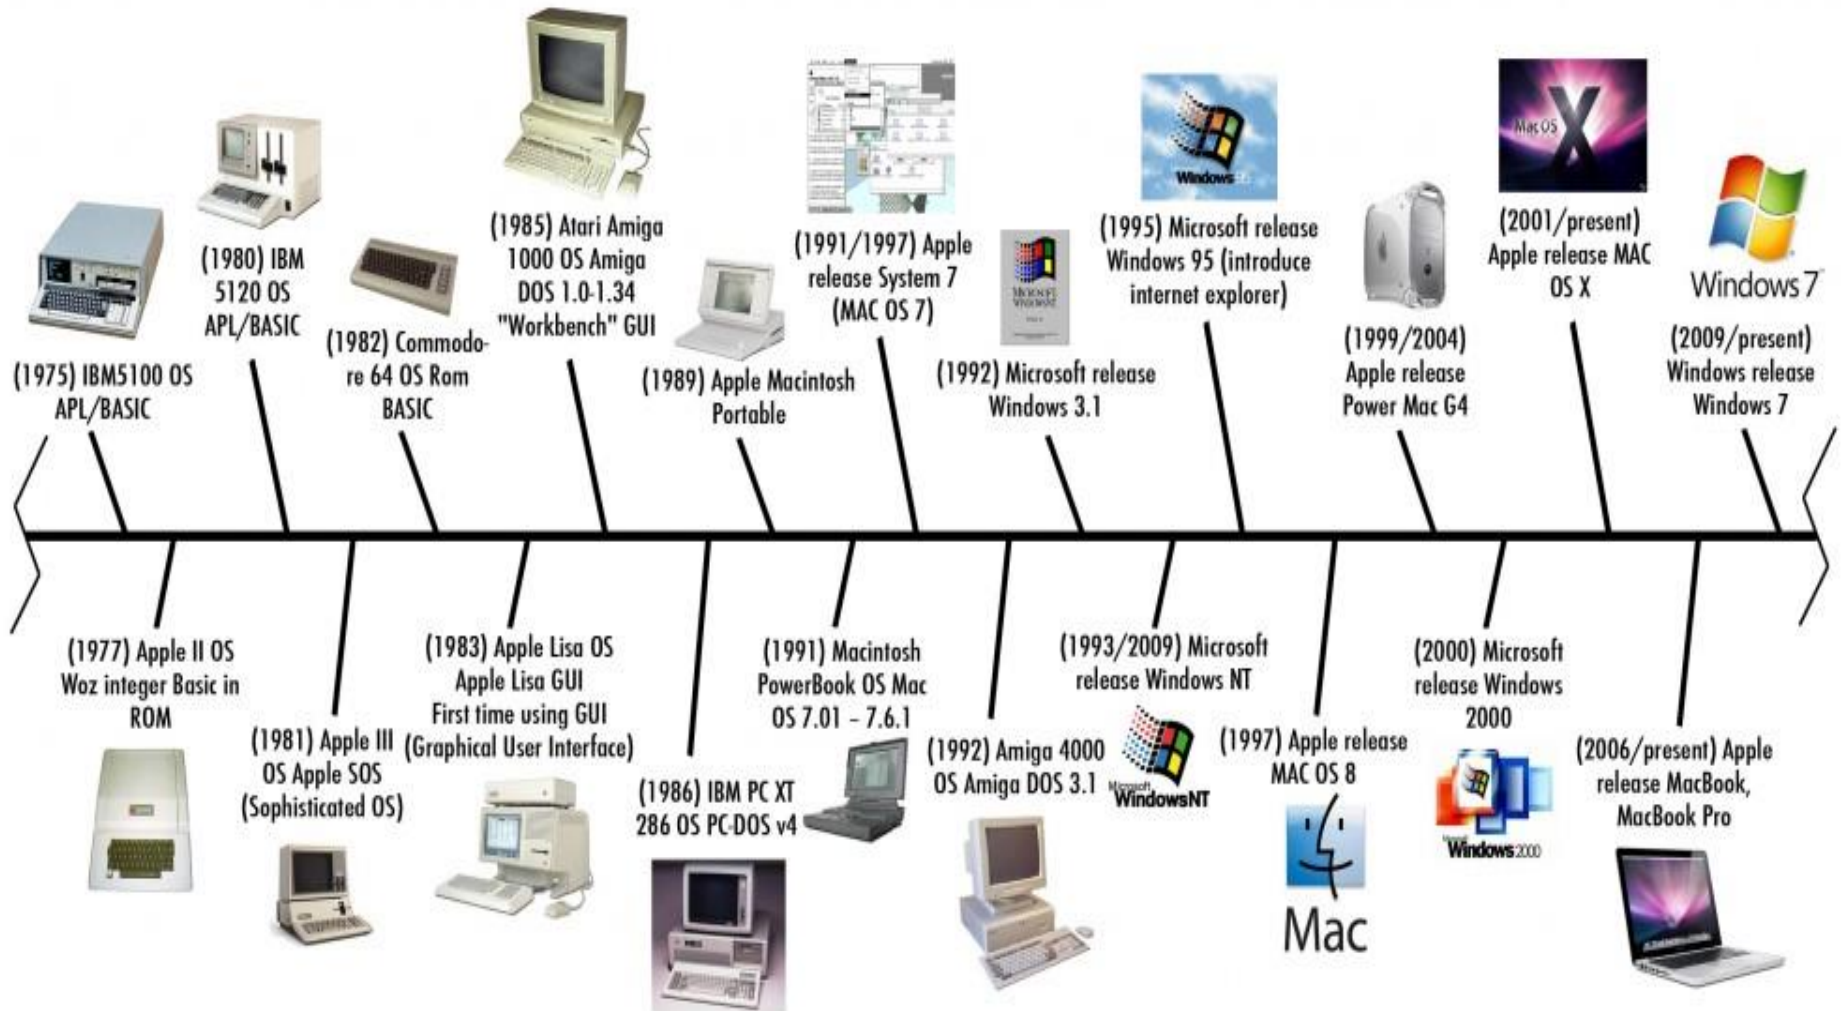 (1975) IBM5100 OS
APL/BASIC
(1980) IBM
5120 OS
APL/BASIC
(1982) Commodo-
re 64 OS Rom
BASIC
(1985) Atari Amiga
1000 OS Amiga
DOS 1.0-1.34
"Workbench" GUI
(1989) Apple Macintosh
Portable
(1991/1997) Apple
release System 7
(MAC OS 7)
MICROSOFT
WINDOWS NT
(1992) Microsoft release
Windows 3.1
Windows
(1995) Microsoft release
Windows 95 (introduce
internet explorer)
(1999/2004)
Apple release
Power Mac G4
Mac OS X
(2001/present)
Apple release MAC
OS X
Windows 7
(2009/present)
Windows release
Windows 7
(1977) Apple II OS
Woz integer Basic in
ROM
(1981) Apple III
OS Apple SOS
(Sophisticated OS)
(1983) Apple Lisa OS
Apple Lisa GUI
First time using GUI
(Graphical User Interface)
(1986) IBM PC XT
286 OS PC-DOS v4
(1991) Macintosh
PowerBook OS Mac
OS 7.01 – 7.6.1
(1992) Amiga 4000
OS Amiga DOS 3.1
(1993/2009) Microsoft
release Windows NT
Microsoft
WindowsNT
(1997) Apple release
MAC OS 8
Mac
(2000) Microsoft
release Windows
2000
Microsoft
Windows 2000
(2006/present) Apple
release MacBook,
MacBook Pro